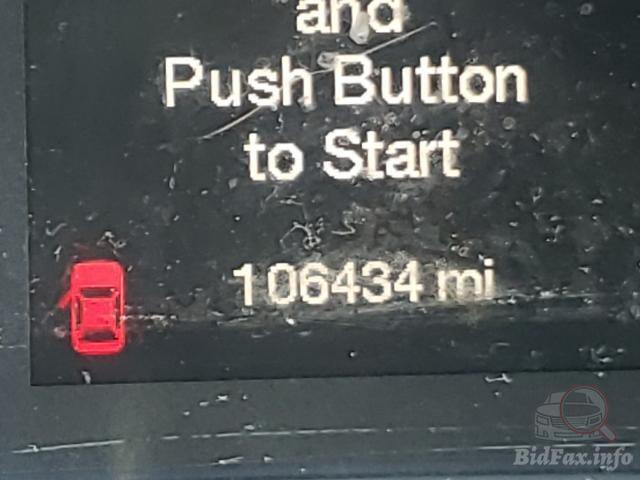 and
Push Button
to Start
106434 mi
BidFax.info